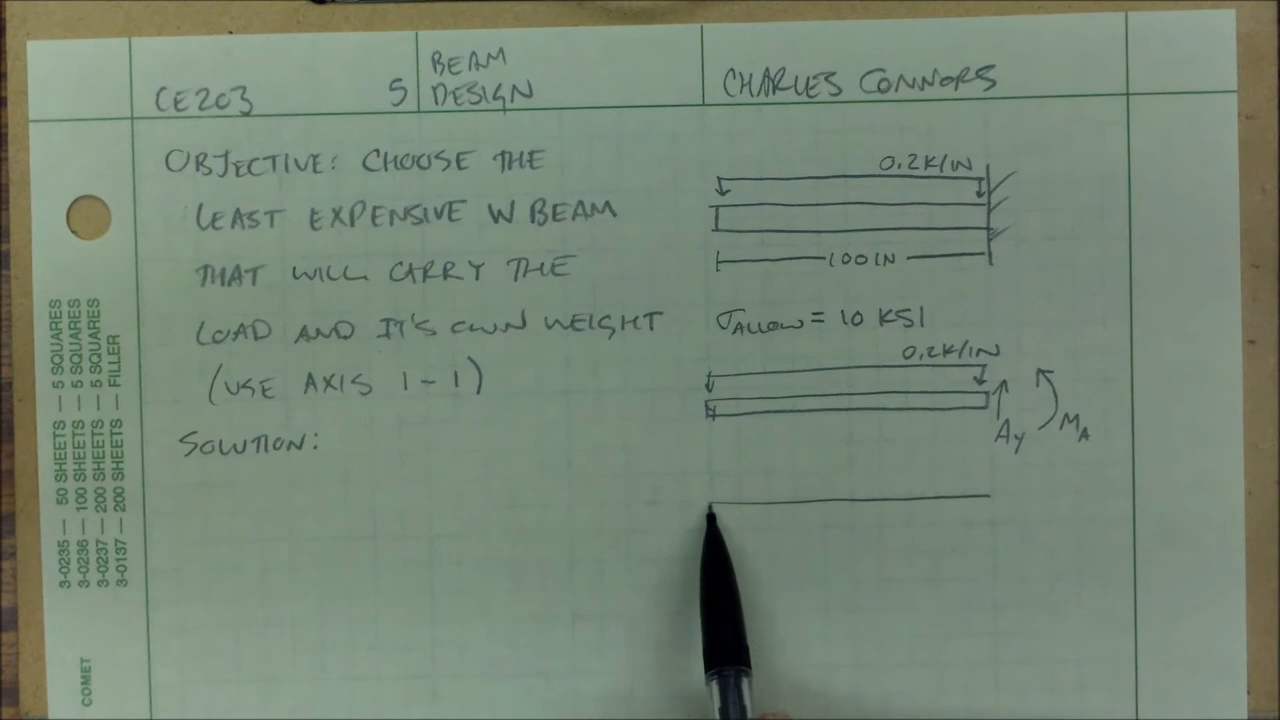 CE203
5
BEAM
DESIGN
CHARLES CONNORS
OBJECTIVE: CHOOSE THE
LEAST EXPENSIVE W BEAM
THAT WILL CARRY THE
LOAD AND IT'S OWN WEIGHT
(USE AXIS 1-1)
SOLUTION:
0.2K/IN
100IN
σALLOW = 10 KSI
0.2K/IN
Ay
MA
3-0235 — 50 SHEETS — 5 SQUARES
3-0236 — 100 SHEETS — 5 SQUARES
3-0237 — 200 SHEETS — 5 SQUARES
3-0137 — 200 SHEETS — FILLER
COMET